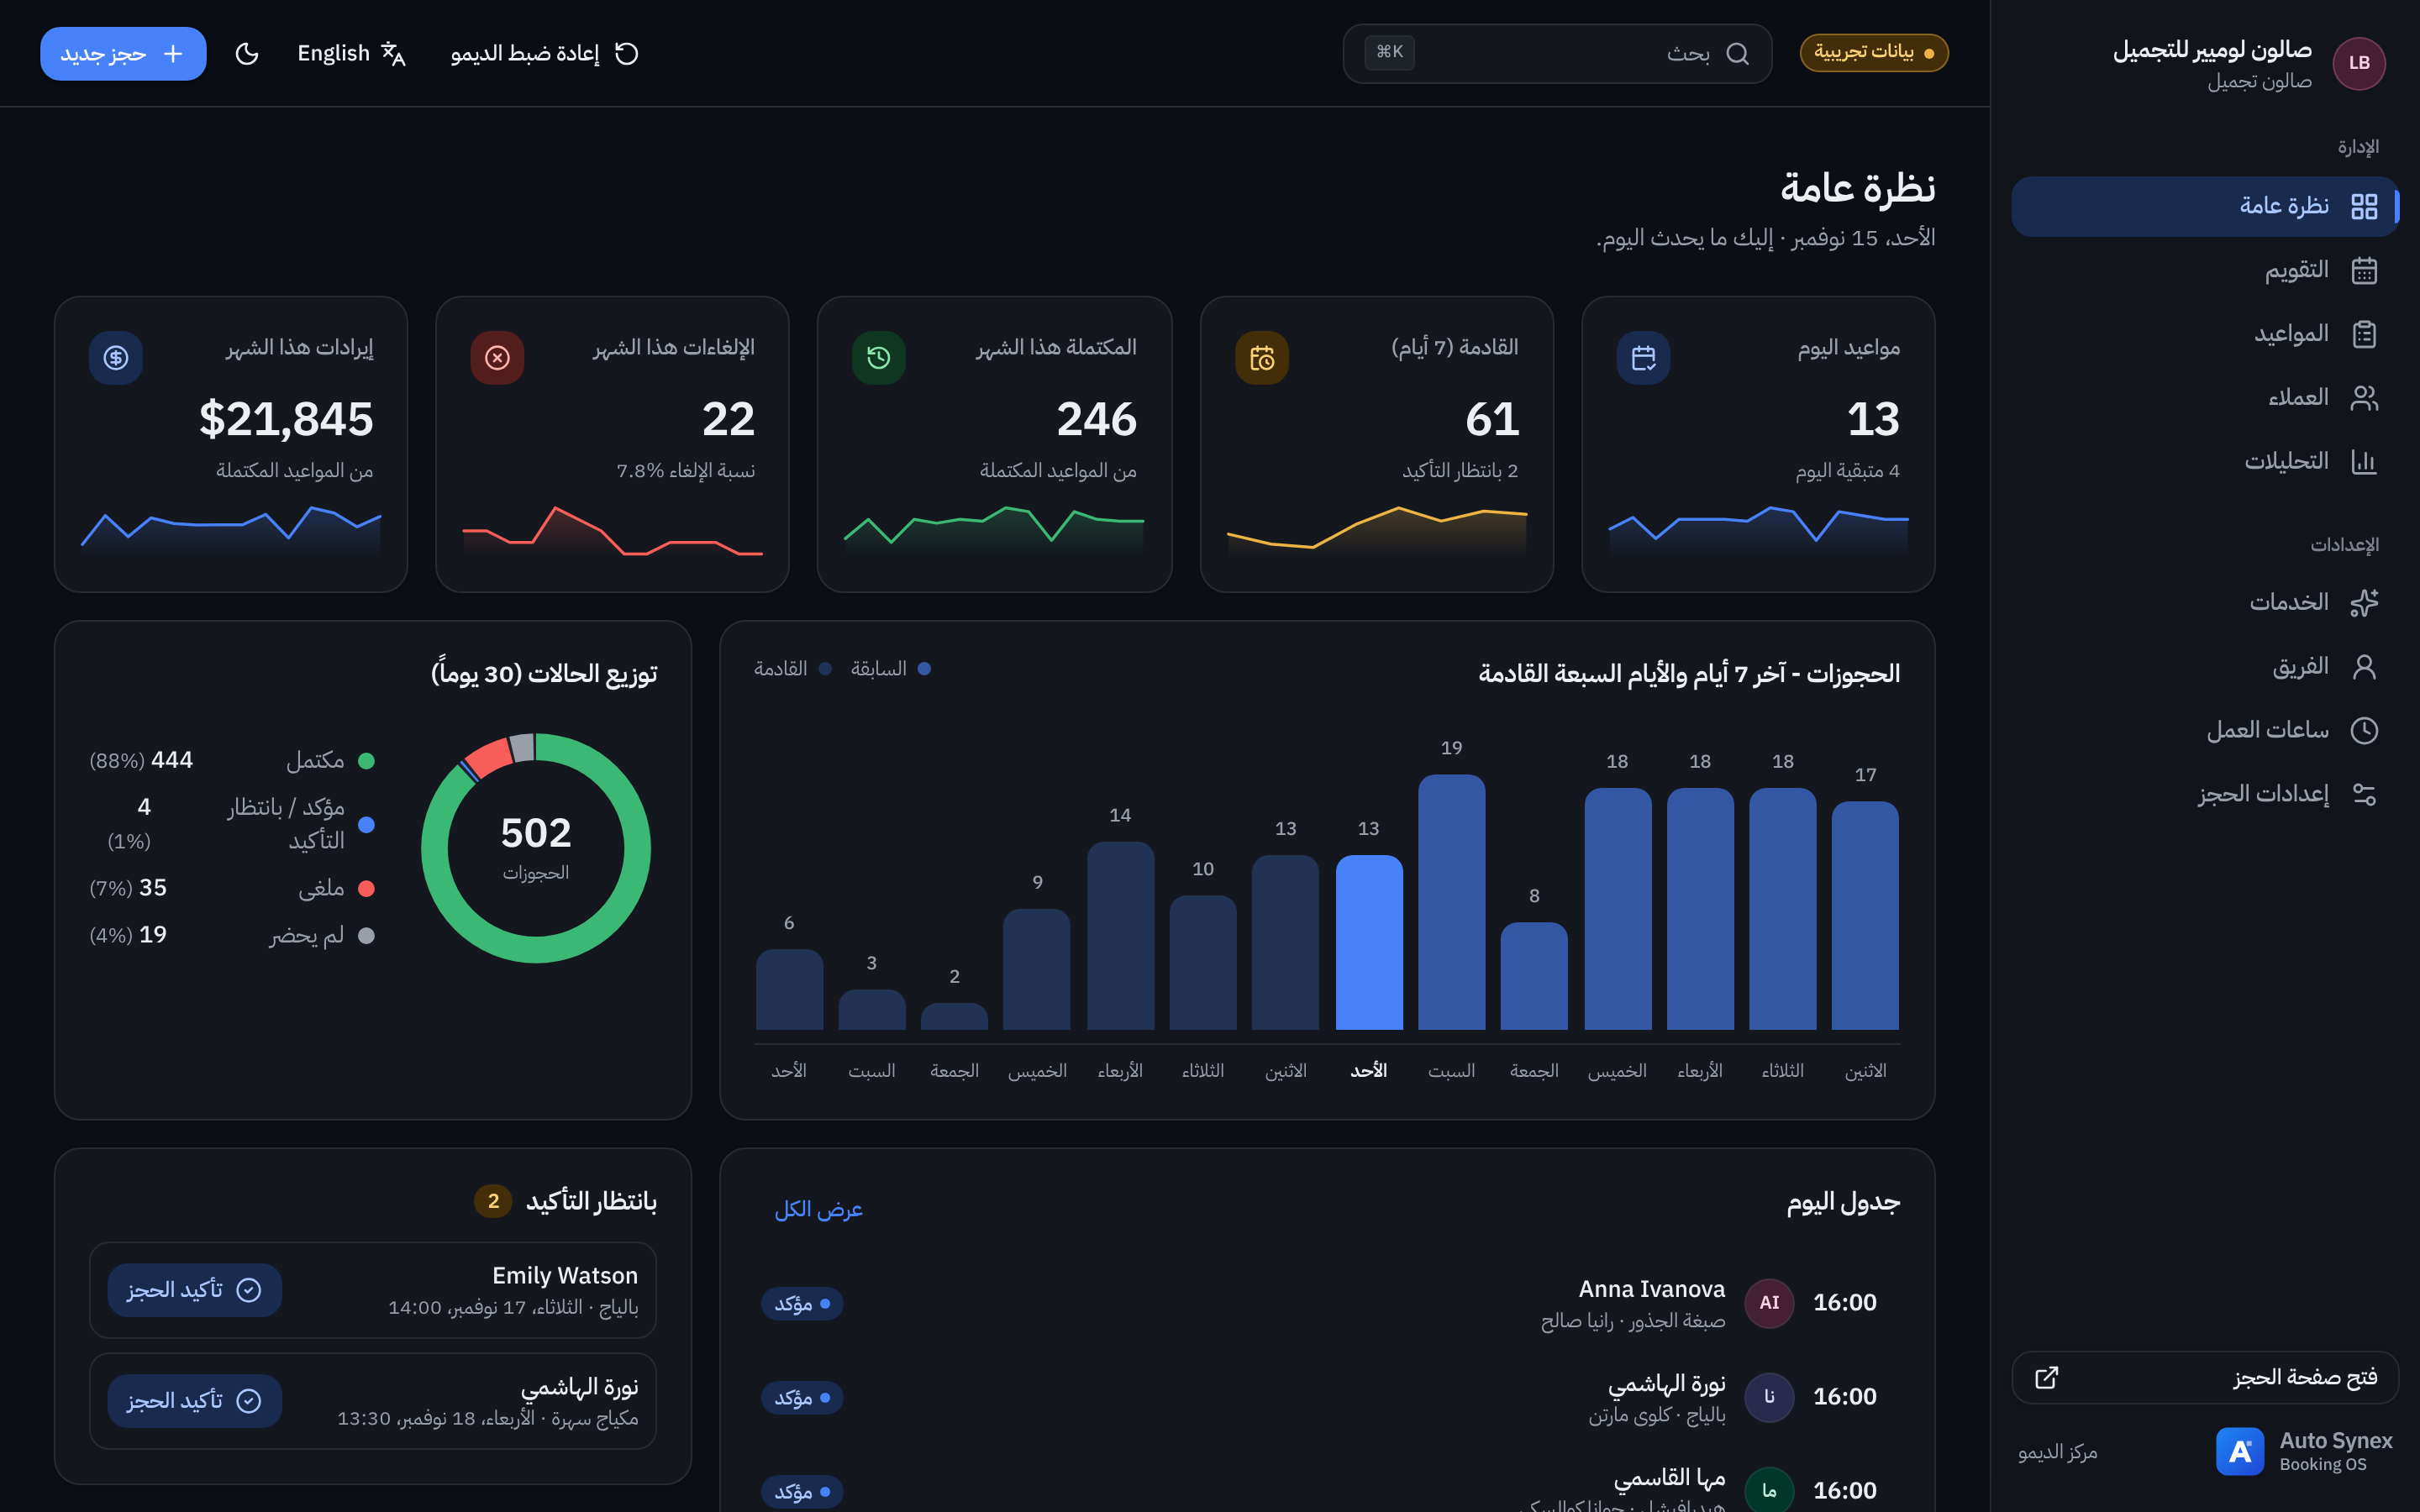 LB
صالون لوميير للتجميل
صالون تجميل
الإدارة
نظرة عامة
التقويم
المواعيد
العملاء
التحليلات
الإعدادات
الخدمات
الفريق
ساعات العمل
إعدادات الحجز
فتح صفحة الحجز
Auto Synex
Booking OS
مركز الديمو
بيانات تجريبية
بحث
⌘K
إعادة ضبط الديمو
English
حجز جديد
نظرة عامة
الأحد، 15 نوفمبر · إليك ما يحدث اليوم.
مواعيد اليوم
13
4 متبقية اليوم
القادمة (7 أيام)
61
2 بانتظار التأكيد
المكتملة هذا الشهر
246
من المواعيد المكتملة
الإلغاءات هذا الشهر
22
نسبة الإلغاء 7.8%
إيرادات هذا الشهر
$21,845
من المواعيد المكتملة
الحجوزات - آخر 7 أيام والأيام السبعة القادمة
السابقة
القادمة
17 18 18 18 8 19 13 13 10 14 9 2 3 6
الاثنين الثلاثاء الأربعاء الخميس الجمعة السبت الأحد الاثنين الثلاثاء الأربعاء الخميس الجمعة السبت الأحد
توزيع الحالات (30 يوماً)
502
الحجوزات
مكتمل 444 (88%)
مؤكد / بانتظار التأكيد 4 (1%)
ملغى 35 (7%)
لم يحضر 19 (4%)
جدول اليوم
عرض الكل
16:00
AI
Anna Ivanova
صبغة الجذور · رانيا صالح
مؤكد
16:00
نا
نورة الهاشمي
بالياج · كلوي مارتن
مؤكد
16:00
ما
مها القاسمي
مؤكد
بانتظار التأكيد
2
Emily Watson
بالياج · الثلاثاء، 17 نوفمبر، 14:00
تأكيد الحجز
نورة الهاشمي
مكياج سهرة · الأربعاء، 18 نوفمبر، 13:30
تأكيد الحجز